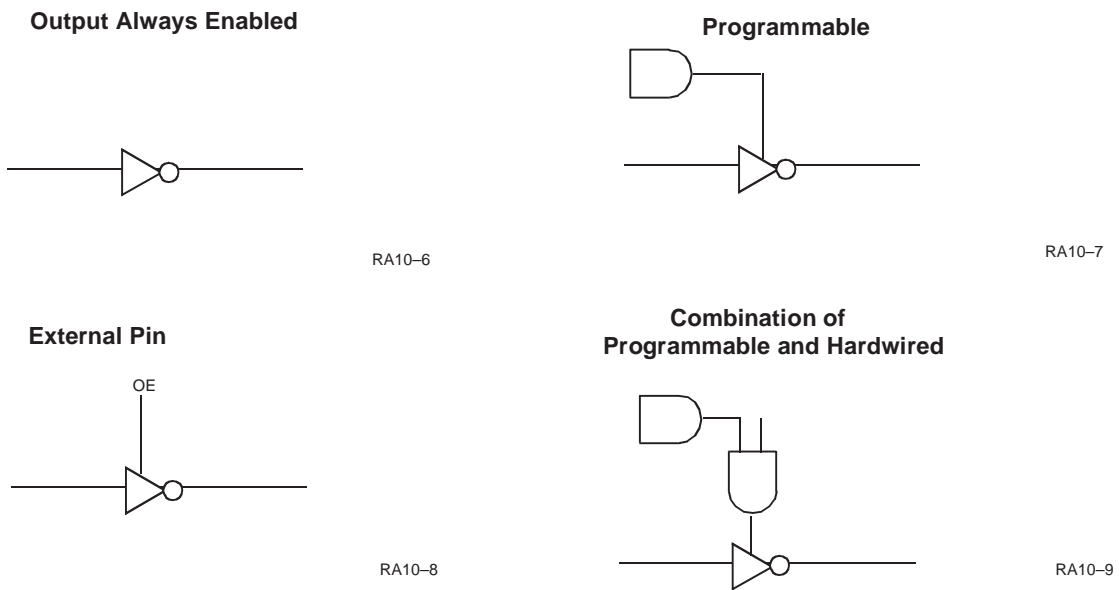 Output Always Enabled
Programmable
RA10–6
RA10–7
External Pin
Combination of
Programmable and Hardwired
OE
RA10–8
RA10–9